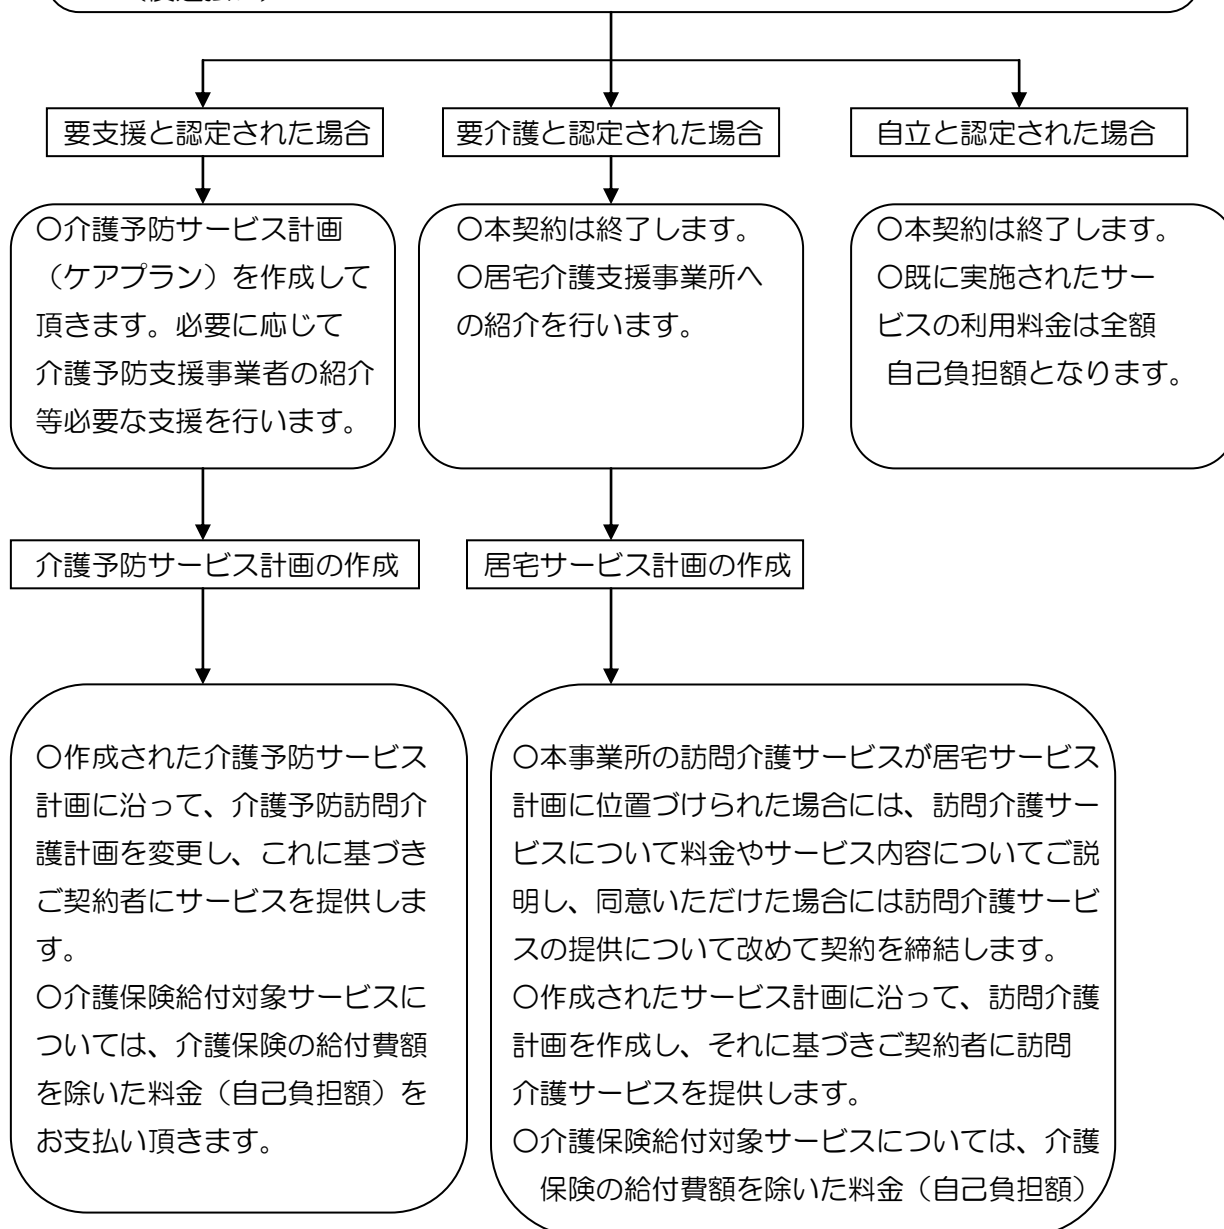 要支援と認定された場合
要介護と認定された場合
自立と認定された場合
〇介護予防サービス計画
（ケアプラン）を作成して
頂きます。必要に応じて
介護予防支援事業者の紹介
等必要な支援を行います。
〇本契約は終了します。
〇居宅介護支援事業所へ
の紹介を行います。
〇本契約は終了します。
〇既に実施されたサー
ビスの利用料金は全額
自己負担額となります。
介護予防サービス計画の作成
居宅サービス計画の作成
〇作成された介護予防サービス
計画に沿って、介護予防訪問介
護計画を変更し、これに基づき
ご契約者にサービスを提供しま
す。
〇介護保険給付対象サービスに
ついては、介護保険の給付費額
を除いた料金（自己負担額）を
お支払い頂きます。
〇本事業所の訪問介護サービスが居宅サービス
計画に位置づけられた場合には、訪問介護サー
ビスについて料金やサービス内容についてご説
明し、同意いただけた場合には訪問介護サービ
スの提供について改めて契約を締結します。
〇作成されたサービス計画に沿って、訪問介護
計画を作成し、それに基づきご契約者に訪問
介護サービスを提供します。
〇介護保険給付対象サービスについては、介護
保険の給付費額を除いた料金（自己負担額）